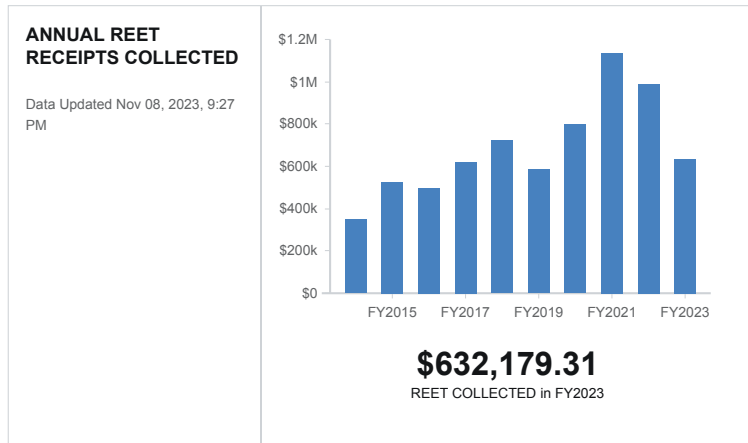 ANNUAL REET
RECEIPTS COLLECTED
Data Updated Nov 08, 2023, 9:27
PM
$1.2M
$1M
$800k
$600k
$400k
$200k
$0
FY2015 FY2017 FY2019 FY2021 FY2023
$632,179.31
REET COLLECTED in FY2023